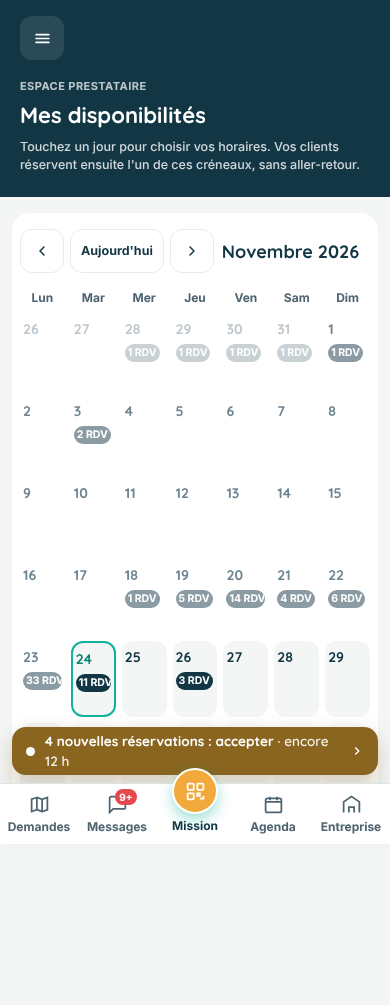 ESPACE PRESTATAIRE
Mes disponibilités
Touchez un jour pour choisir vos horaires. Vos clients
réservent ensuite l'un de ces créneaux, sans aller-retour.
Aujourd'hui
Novembre 2026
Lun Mar Mer Jeu Ven Sam Dim
26 27 28 29 30 31 1
1 RDV 1 RDV 1 RDV 1 RDV 1 RDV
2 3 4 5 6 7 8
2 RDV
9 10 11 12 13 14 15
16 17 18 19 20 21 22
1 RDV 5 RDV 14 RDV 4 RDV 6 RDV
23 24 25 26 27 28 29
33 RDV 11 RDV 3 RDV
4 nouvelles réservations : accepter · encore
12 h
9+
Demandes Messages Mission Agenda Entreprise